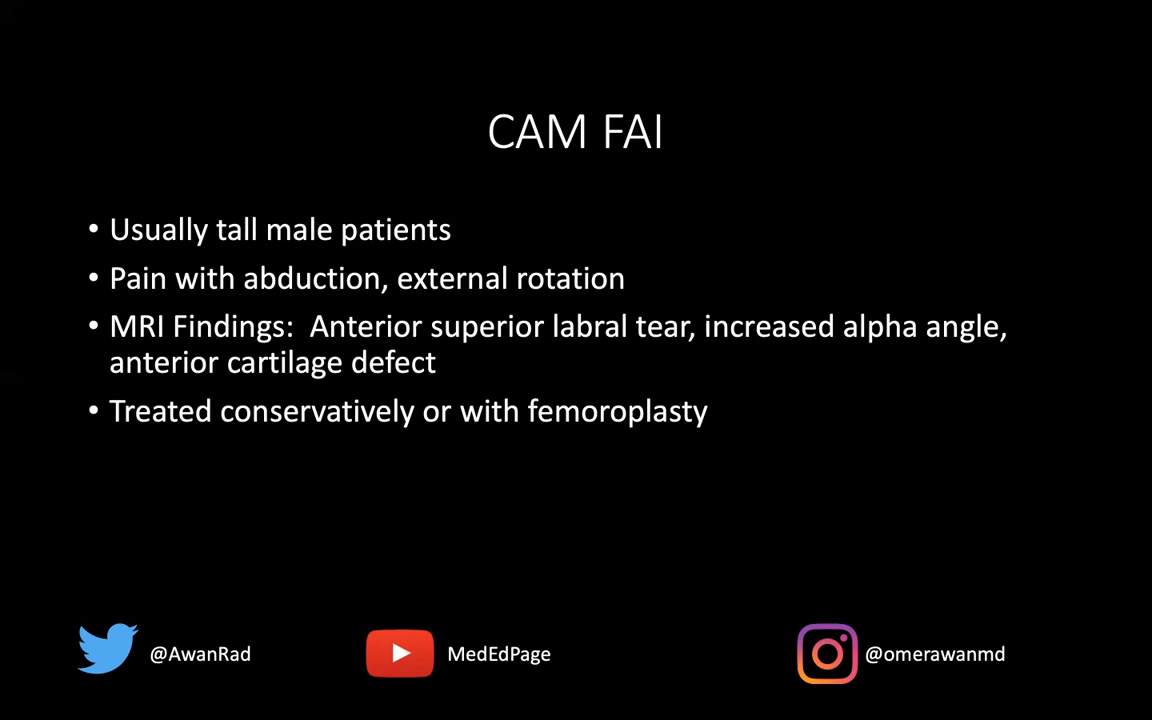 CAM FAI
• Usually tall male patients
• Pain with abduction, external rotation
• MRI Findings:  Anterior superior labral tear, increased alpha angle,
anterior cartilage defect
• Treated conservatively or with femoroplasty
@AwanRad
MedEdPage
@omerawanmd